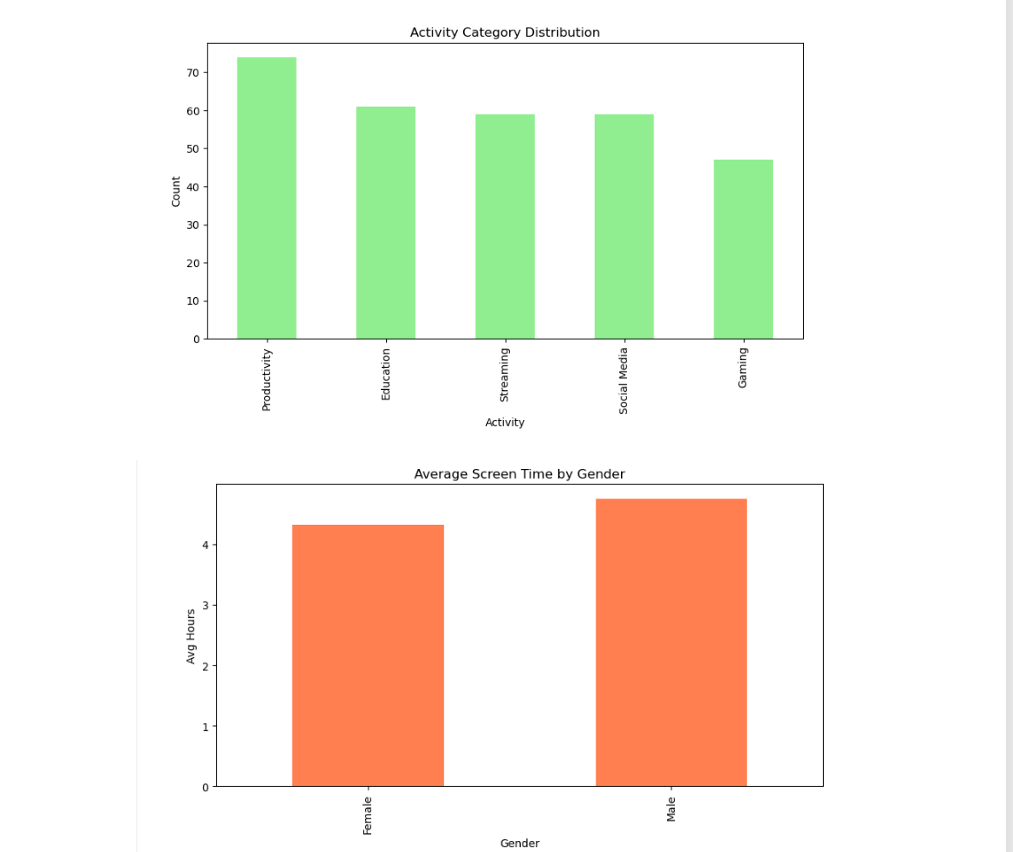 Activity Category Distribution
70
60
50
40
30
20
10
0
Count
Productivity
Education
Streaming
Social Media
Gaming
Activity
Average Screen Time by Gender
4
3
2
1
0
Avg Hours
Female
Male
Gender